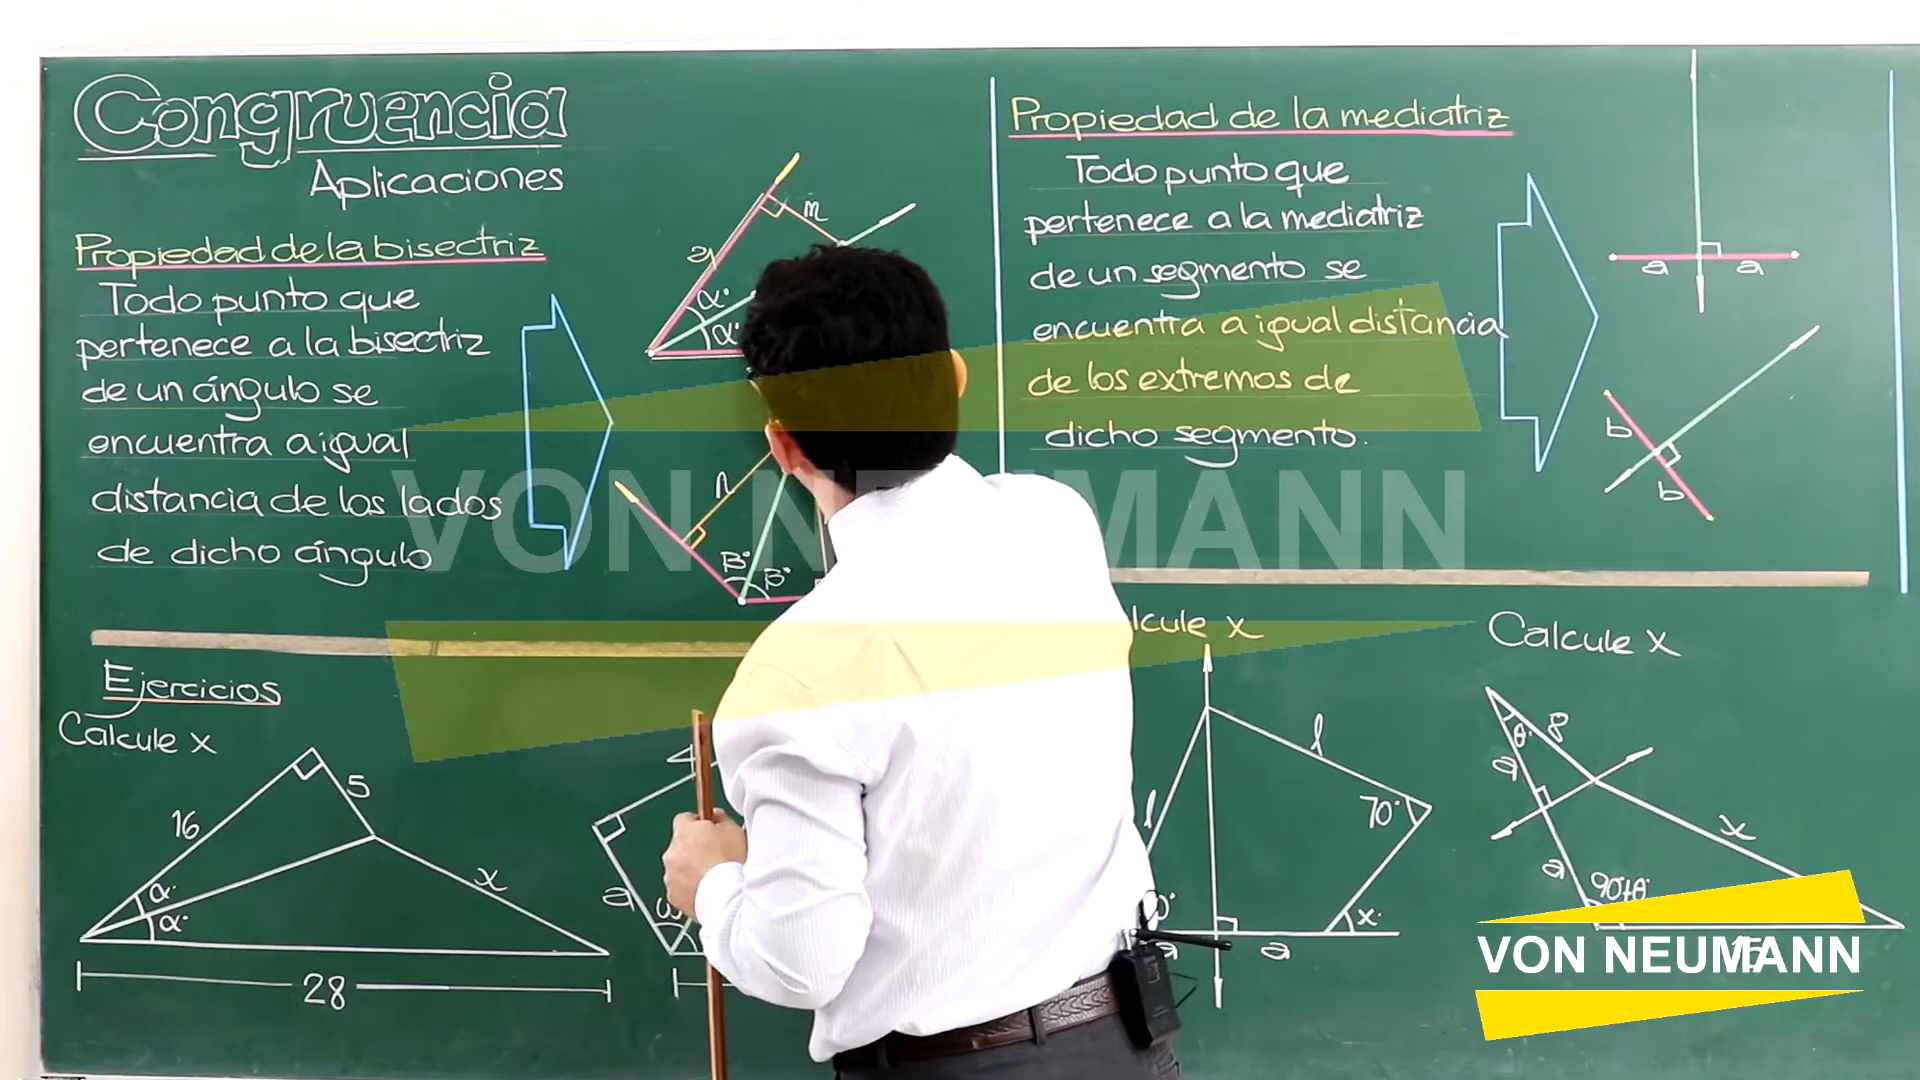 Congruencia
Aplicaciones
Propiedad de la bisectriz
Todo punto que
pertenece a la bisectriz
de un ángulo se
encuentra a igual
distancia de los lados
de dicho ángulo
m
α°
α°
n
B°
B°
Propiedad de la mediatriz
Todo punto que
pertenece a la mediatriz
de un segmento se
encuentra a igual distancia
de los extremos de
dicho segmento.
a
a
b
b
VON NEUMANN
Ejercicios
Calcule x
16
5
α°
α°
x
28
4
a
ω
x
l
l
70°
x°
a
a
Calcule x
θ°
8
a
a
x
90°+θ°
VON NEUMANN